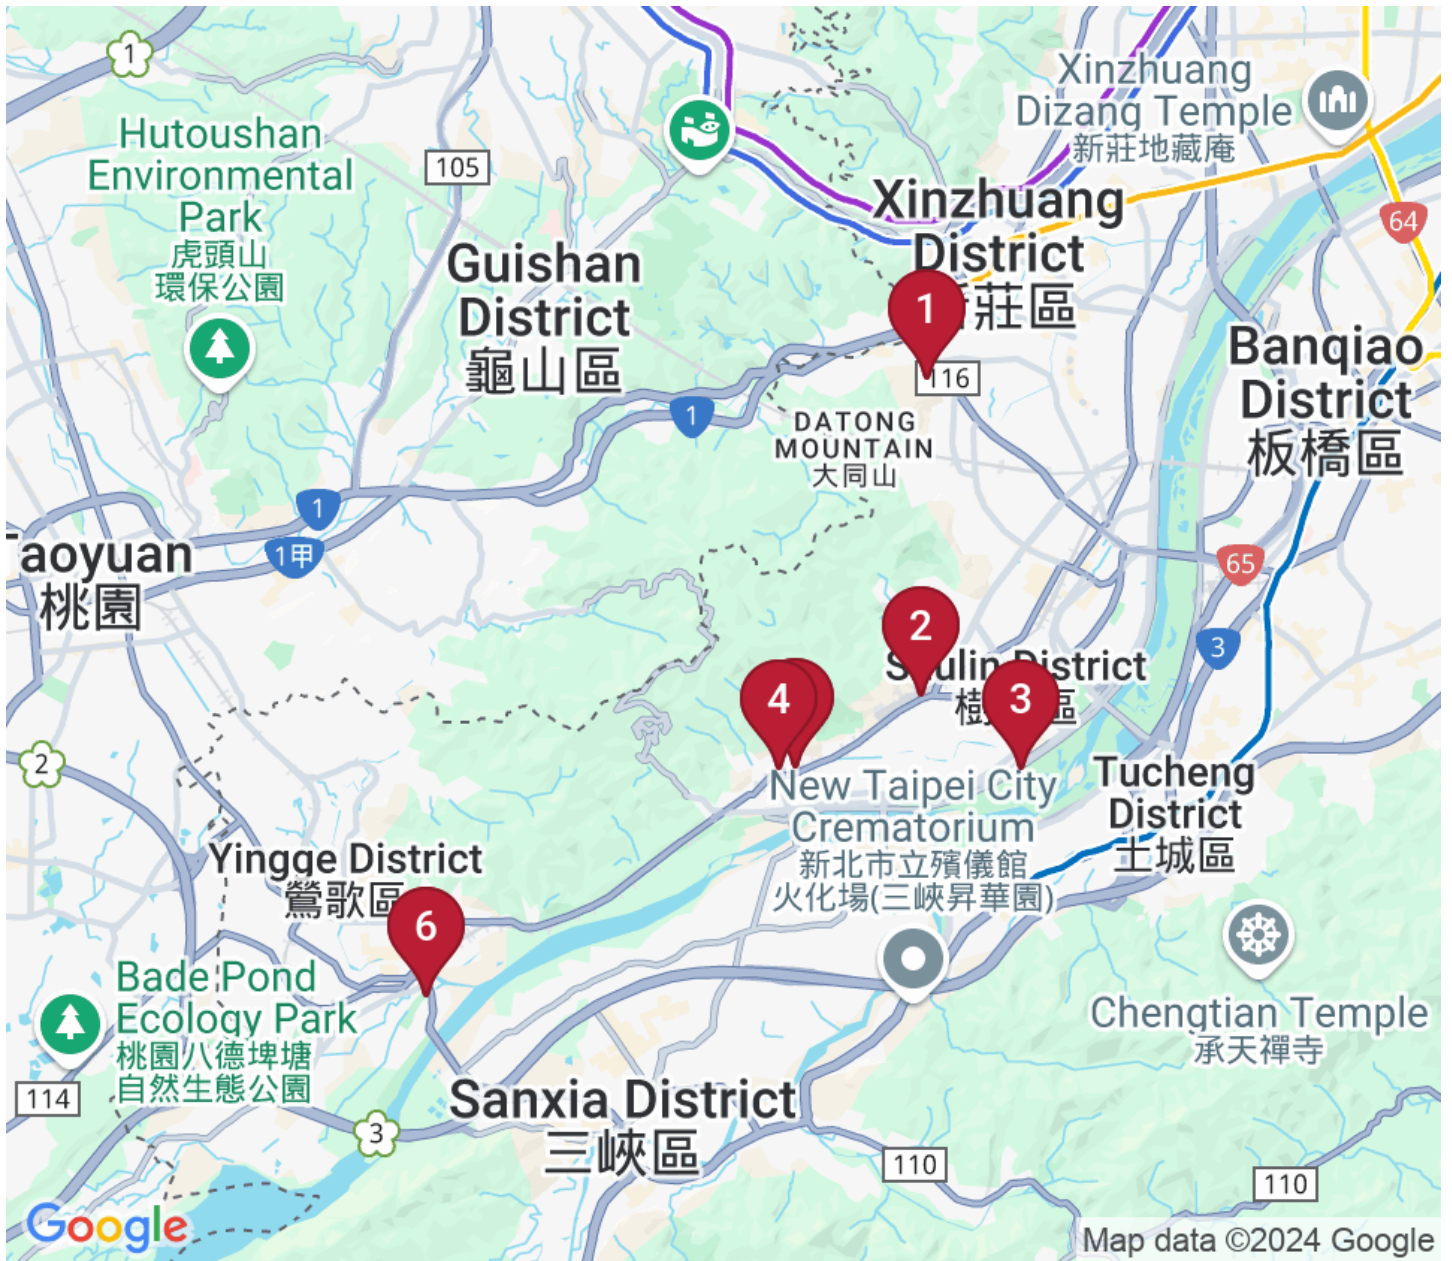 1
Xinzhuang
Dizang Temple
新莊地藏庵
Hutoushan
Environmental
Park
虎頭山
環保公園
105
Xinzhuang
District
莊區
64
Guishan
District
龜山區
1
116
Banqiao
District
板橋區
1
DATONG
MOUNTAIN
大同山
1
1甲
Taoyuan
桃園
65
2
3
District
區
4
3
2
New Taipei City
Crematorium
新北市立殯儀館
火化場(三峽昇華園)
Tucheng
District
土城區
Yingge District
鶯歌區
6
Bade Pond
Ecology Park
桃園八德埤塘
自然生態公園
Chengtian Temple
承天禪寺
114
3
Sanxia District
三峽區
110
110
Google
Map data ©2024 Google